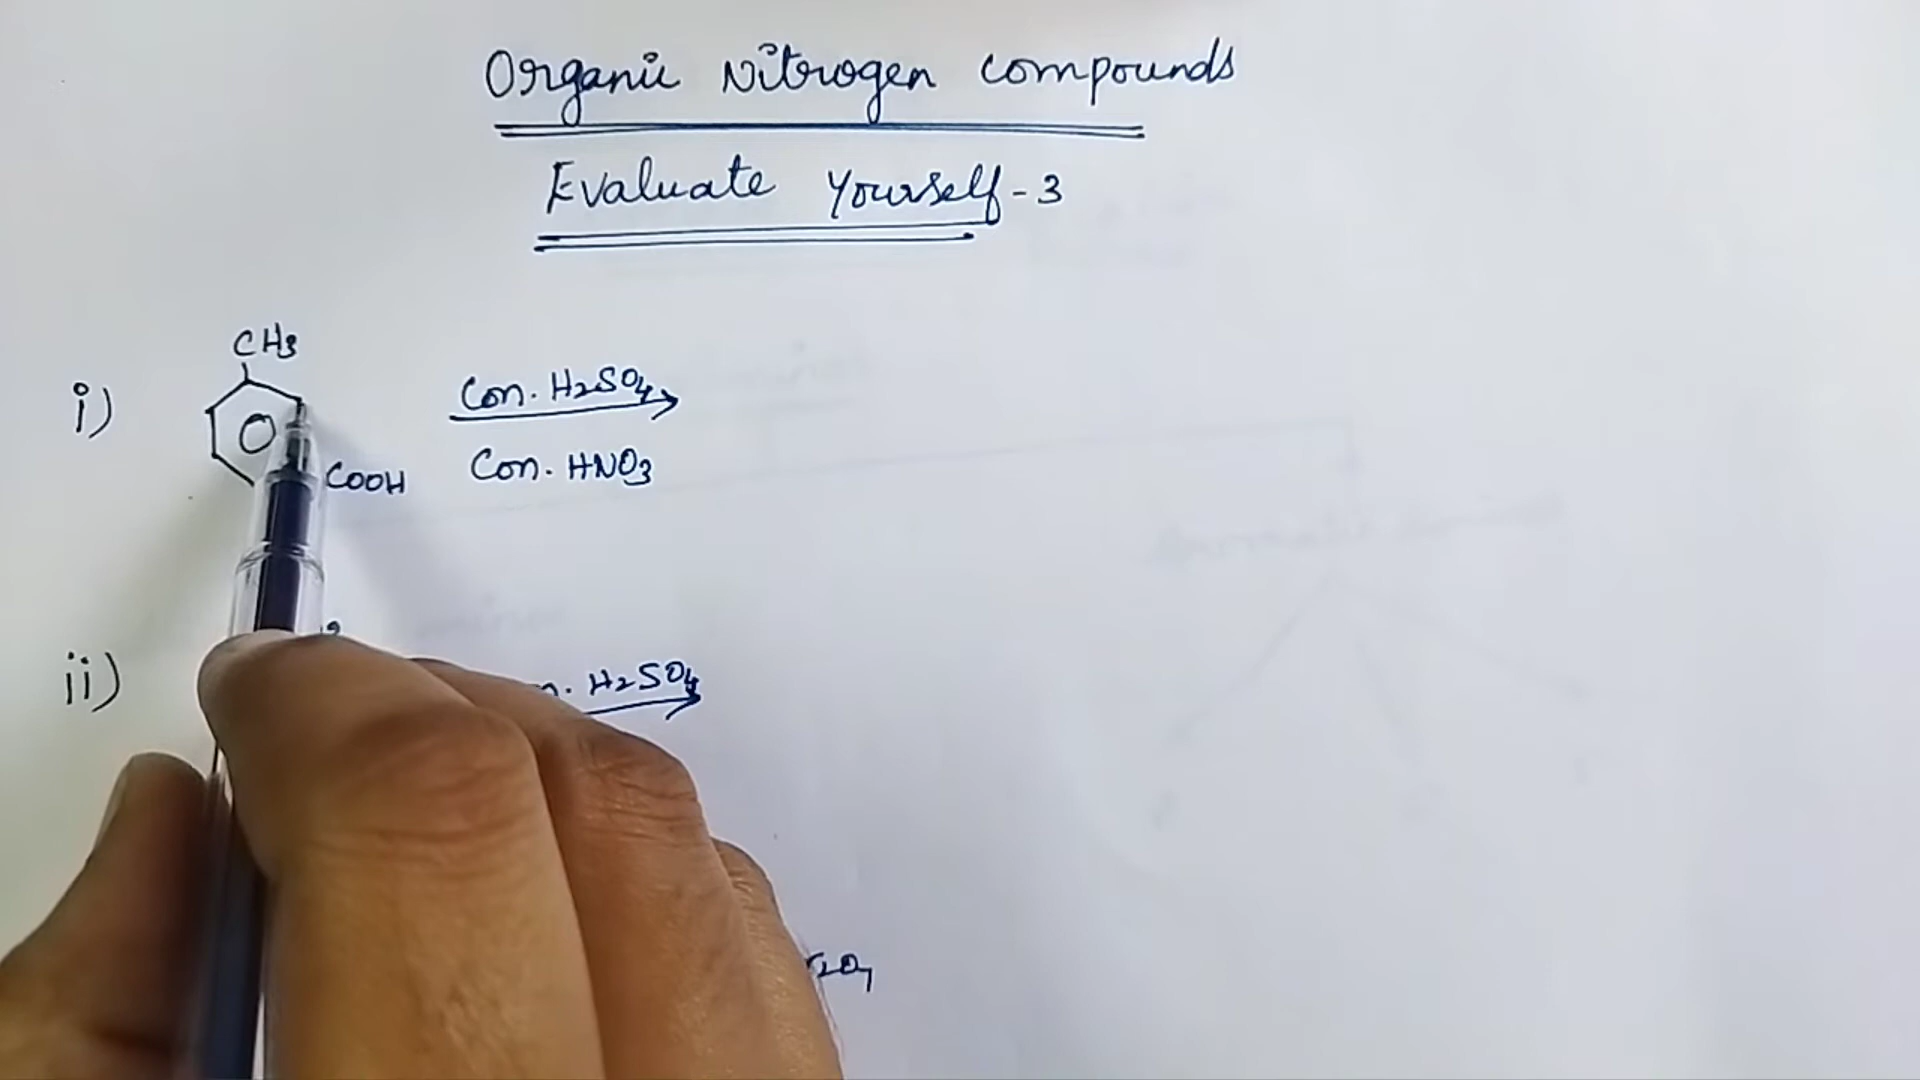 Organic Nitrogen Compounds
Evaluate Yourself-3
i)
CH3
COOH
Con. H2SO4
Con. HNO3
ii)
H2SO4